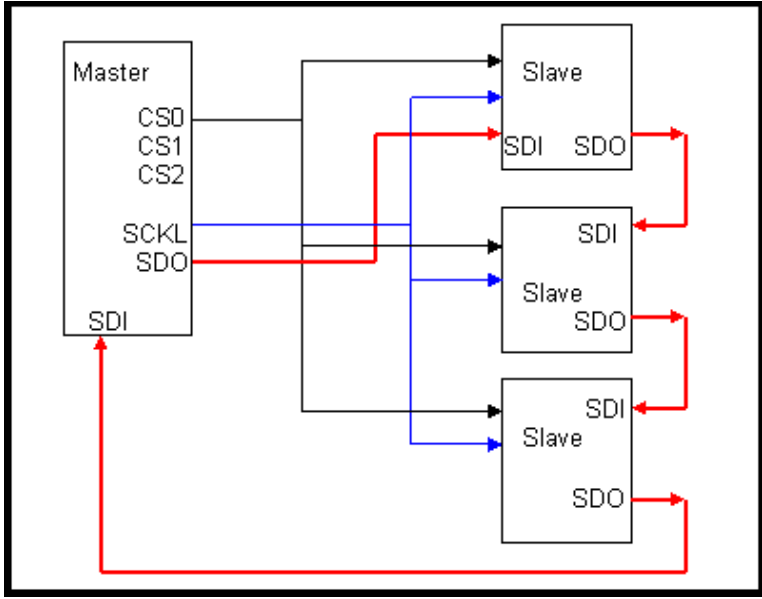 Master
CS0
CS1
CS2
SCKL
SDO
SDI
Slave
SDI SDO
SDI
Slave
SDO
SDI
Slave
SDO